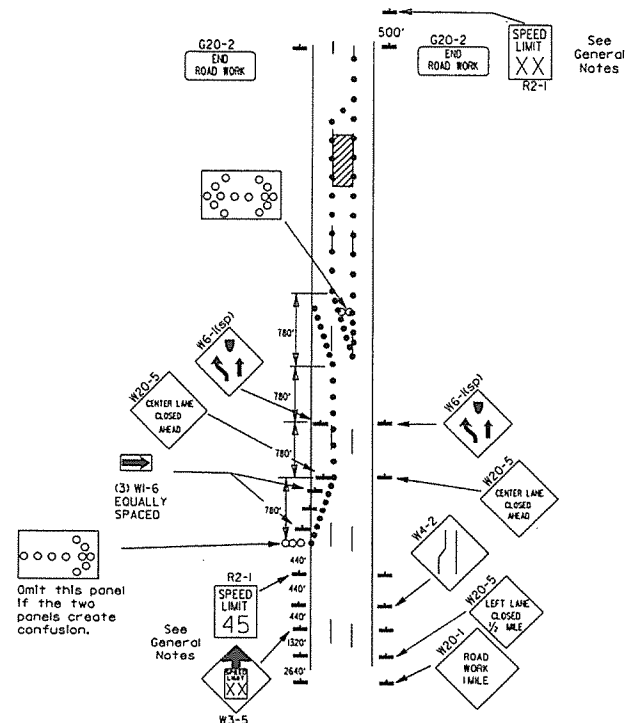 G20-2
END
ROAD WORK
500'
G20-2
END
ROAD WORK
SPEED
LIMIT
XX
R2-1
See
General
Notes
780'
W6-1(sp)
780'
W20-5
CENTER LANE
CLOSED
AHEAD
780'
W6-1(sp)
(3) W1-6
EQUALLY
SPACED
780'
W20-5
CENTER LANE
CLOSED
AHEAD
Omit this panel
if the two
panels create
confusion.
440'
R2-1
SPEED
LIMIT
45
440'
W4-2
440'
See
General
Notes
1320'
W20-5
LEFT LANE
CLOSED
1/2 MILE
SPEED
LIMIT
XX
W3-5
2640'
W20-1
ROAD
WORK
1 MILE